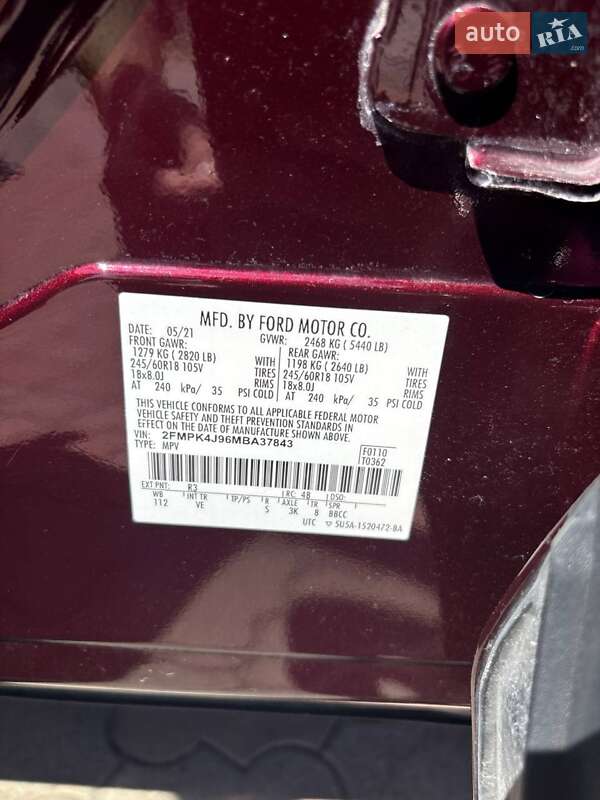 auto RIA.com
MFD. BY FORD MOTOR CO.
DATE: 05/21 GVWR: 2468 KG ( 5440 LB)
FRONT GAWR: REAR GAWR:
1279 KG ( 2820 LB) WITH 1198 KG ( 2640 LB) WITH
245/60R18 105V TIRES 245/60R18 105V TIRES
18x8.0J RIMS 18x8.0J RIMS
AT 240 kPa/ 35 PSI COLD AT 240 kPa/ 35 PSI COLD
THIS VEHICLE CONFORMS TO ALL APPLICABLE FEDERAL MOTOR
VEHICLE SAFETY AND THEFT PREVENTION STANDARDS IN
EFFECT ON THE DATE OF MANUFACTURE SHOWN ABOVE.
VIN: 2FMPK4J96MBA37843 F0110
TYPE: MPV T0362
EXT PNT: R3 RC: 4B DSO:
WB INT TR TP/PS R AXLE TR SPR
112 VE S 3K 8 BBCC
UTC 5U5A-1520472-BA